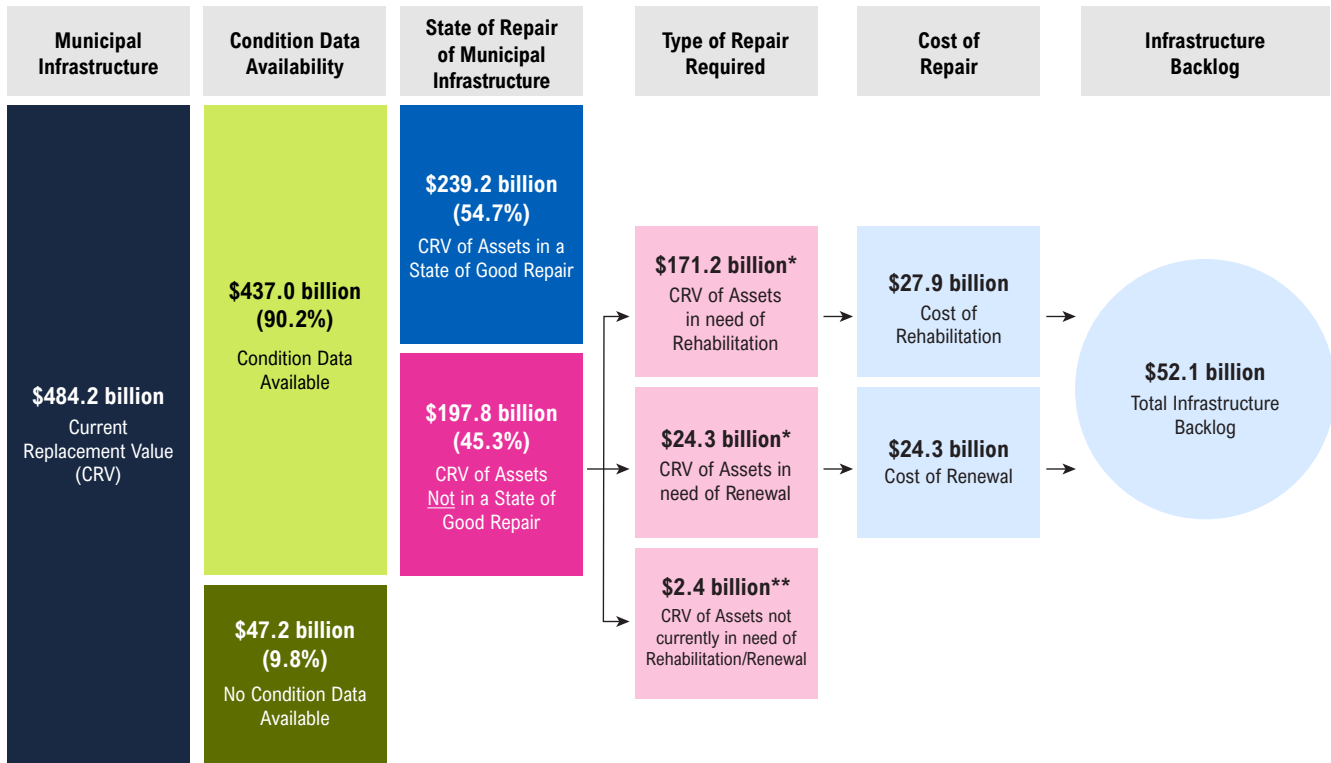 Municipal
Infrastructure
Condition Data
Availability
State of Repair
of Municipal
Infrastructure
Type of Repair
Required
Cost of
Repair
Infrastructure
Backlog
$484.2 billion
Current
Replacement Value
(CRV)
$437.0 billion
(90.2%)
Condition Data
Available
$47.2 billion
(9.8%)
No Condition Data
Available
$239.2 billion
(54.7%)
CRV of Assets in a
State of Good Repair
$197.8 billion
(45.3%)
CRV of Assets
Not in a State of
Good Repair
$171.2 billion*
CRV of Assets
in need of
Rehabilitation
$24.3 billion*
CRV of Assets in
need of Renewal
$2.4 billion**
CRV of Assets not
currently in need of
Rehabilitation/Renewal
$27.9 billion
Cost of
Rehabilitation
$24.3 billion
Cost of Renewal
$52.1 billion
Total Infrastructure
Backlog